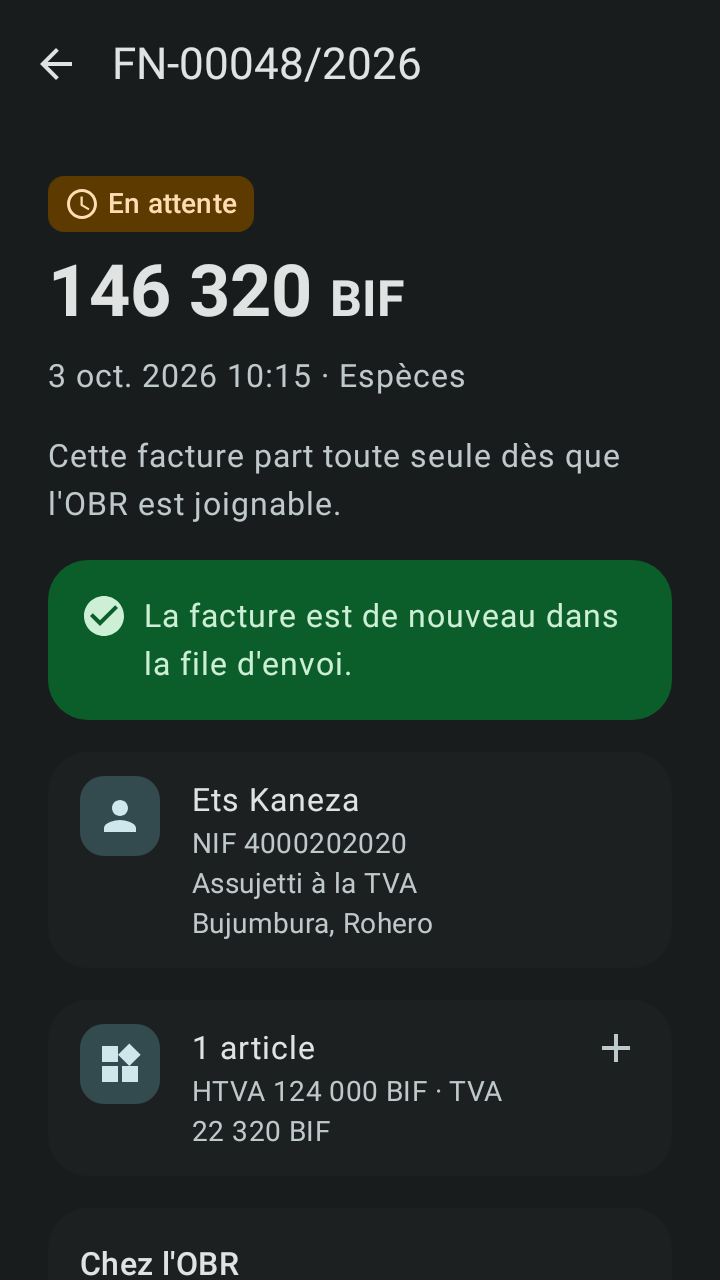 FN-00048/2026
En attente
146 320 BIF
3 oct. 2026 10:15 · Espèces
Cette facture part toute seule dès que
l'OBR est joignable.
La facture est de nouveau dans
la file d'envoi.
Ets Kaneza
NIF 4000202020
Assujetti à la TVA
Bujumbura, Rohero
1 article
HTVA 124 000 BIF · TVA
22 320 BIF
Chez l'OBR